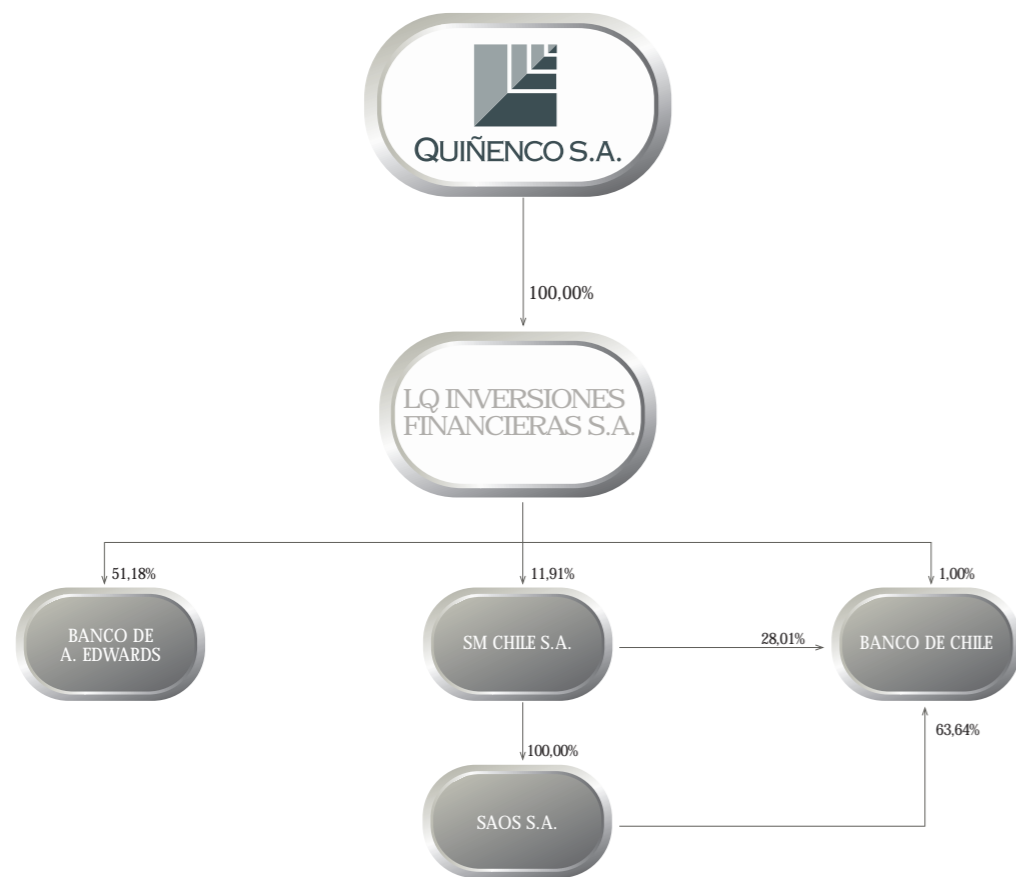 QUIÑENCO S.A.
100,00%
LQ INVERSIONES
FINANCIERAS S.A.
51,18%
11,91%
1,00%
BANCO DE
A. EDWARDS
SM CHILE S.A.
28,01%
BANCO DE CHILE
100,00%
63,64%
SAOS S.A.